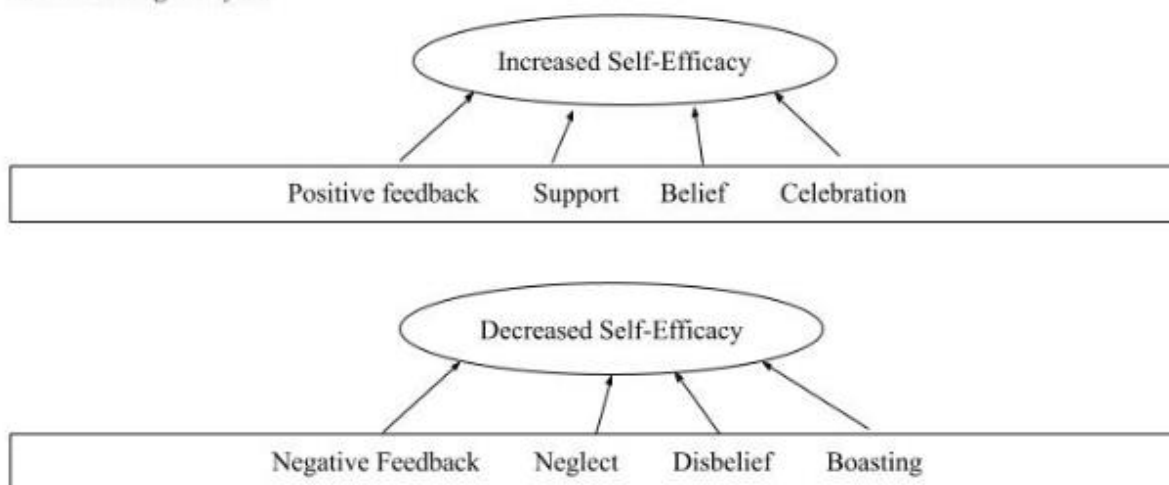 Increased Self-Efficacy
Positive feedback Support Belief Celebration
Decreased Self-Efficacy
Negative Feedback Neglect Disbelief Boasting